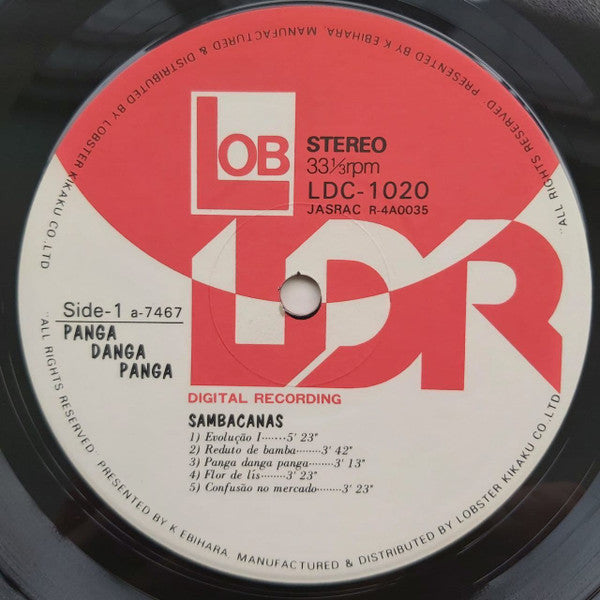 LOB
STEREO
33⅓rpm
LDC-1020
JASRAC R-4A0035
LDR
Side-1 a-7467
PANGA
DANGA
PANGA
DIGITAL RECORDING
SAMBACANAS
1) Evolução I·······5' 23"
2) Reduto de bamba·······3' 42"
3) Panga danga panga·······3' 13"
4) Flor de lis·······3' 23"
5) Confusão no mercado·······3' 23"
"ALL RIGHTS RESERVED" PRESENTED BY K EBIHARA, MANUFACTURED & DISTRIBUTED BY LOBSTER KIKAKU CO.,LTD
"ALL RIGHTS RESERVED" PRESENTED BY K EBIHARA, MANUFACTURED & DISTRIBUTED BY LOBSTER KIKAKU CO.,LTD